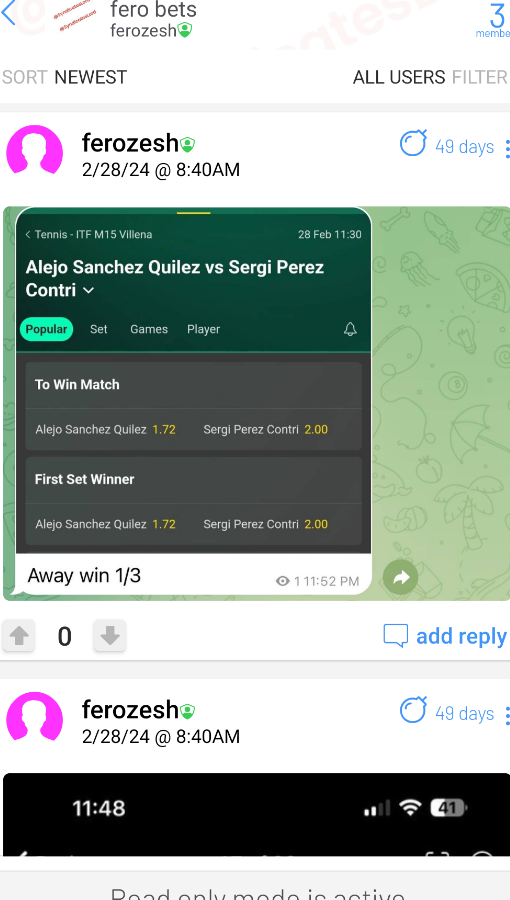 fero bets
ferozesh
3
membe
SORT NEWEST
ALL USERS FILTER
ferozesh
49 days
2/28/24 @ 8:40AM
Tennis - ITF M15 Villena
28 Feb 11:30
Alejo Sanchez Quilez vs Sergi Perez
Contri
Popular Set Games Player
To Win Match
Alejo Sanchez Quilez 1.72 Sergi Perez Contri 2.00
First Set Winner
Alejo Sanchez Quilez 1.72 Sergi Perez Contri 2.00
Away win 1/3
1 11:52 PM
0
add reply
ferozesh
49 days
2/28/24 @ 8:40AM
11:48
41
Read only mode is active